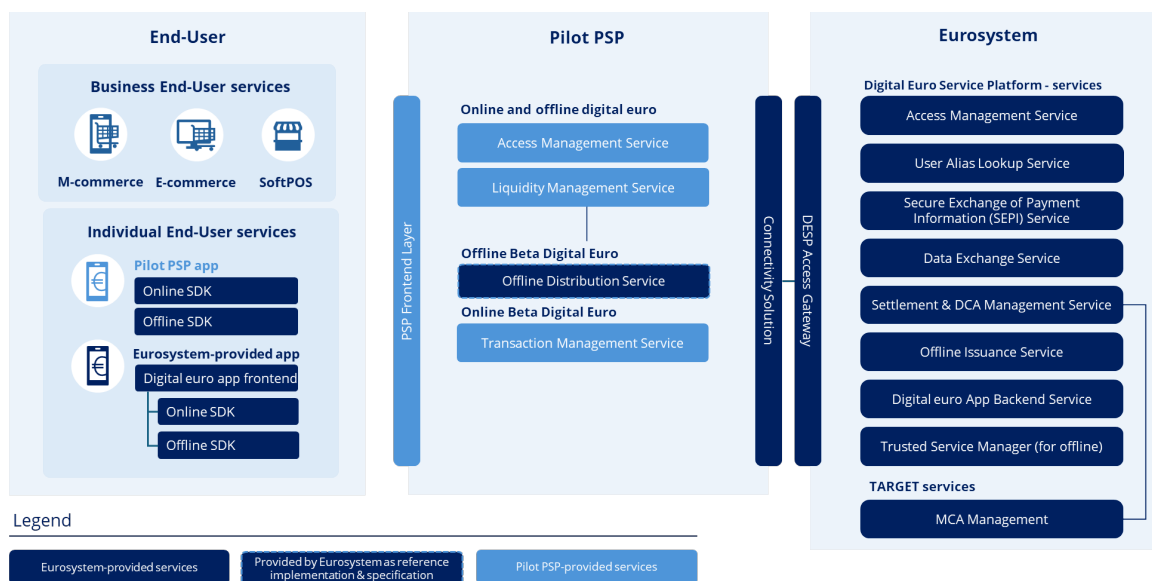 End-User
Business End-User services
M-commerce
E-commerce
SoftPOS
Individual End-User services
Pilot PSP app
Online SDK
Offline SDK
Eurosystem-provided app
Digital euro app frontend
Online SDK
Offline SDK
PSP Frontend Layer
Pilot PSP
Online and offline digital euro
Access Management Service
Liquidity Management Service
Offline Beta Digital Euro
Offline Distribution Service
Online Beta Digital Euro
Transaction Management Service
Connectivity Solution
DESP Access Gateway
Eurosystem
Digital Euro Service Platform - services
Access Management Service
User Alias Lookup Service
Secure Exchange of Payment
Information (SEPI) Service
Data Exchange Service
Settlement & DCA Management Service
Offline Issuance Service
Digital euro App Backend Service
Trusted Service Manager (for offline)
TARGET services
MCA Management
Legend
Eurosystem-provided services
Provided by Eurosystem as reference
implementation & specification
Pilot PSP-provided services